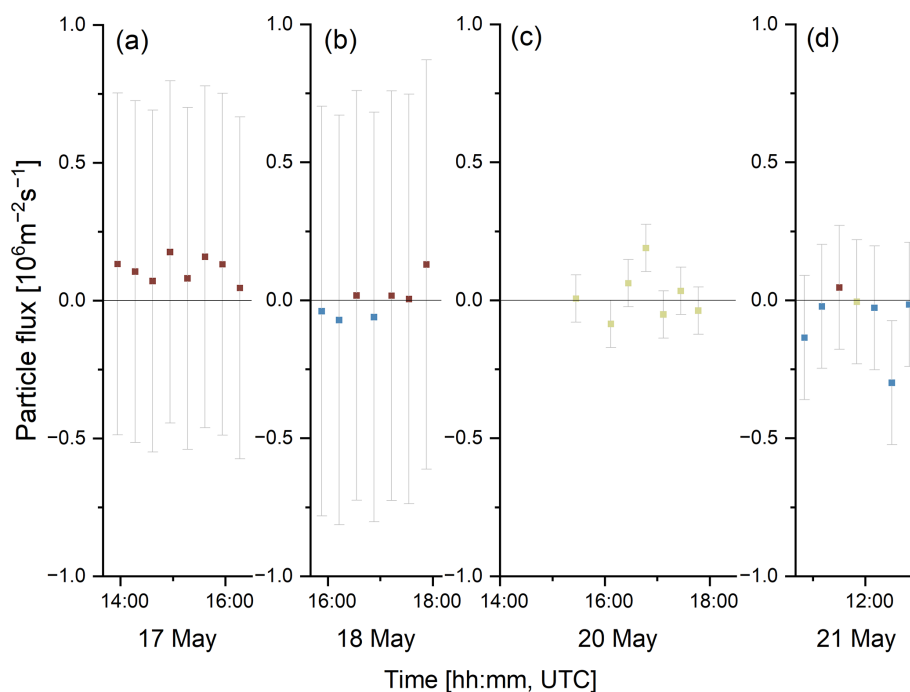 (a)
(b)
(c)
(d)
1.0
0.5
0.0
−0.5
−1.0
1.0
0.5
0.0
−0.5
−1.0
1.0
0.5
0.0
−0.5
−1.0
1.0
0.5
0.0
−0.5
−1.0
Particle flux [10⁶m⁻²s⁻¹]
14:00 16:00
16:00 18:00
14:00 16:00 18:00
12:00
17 May
18 May
20 May
21 May
Time [hh:mm, UTC]